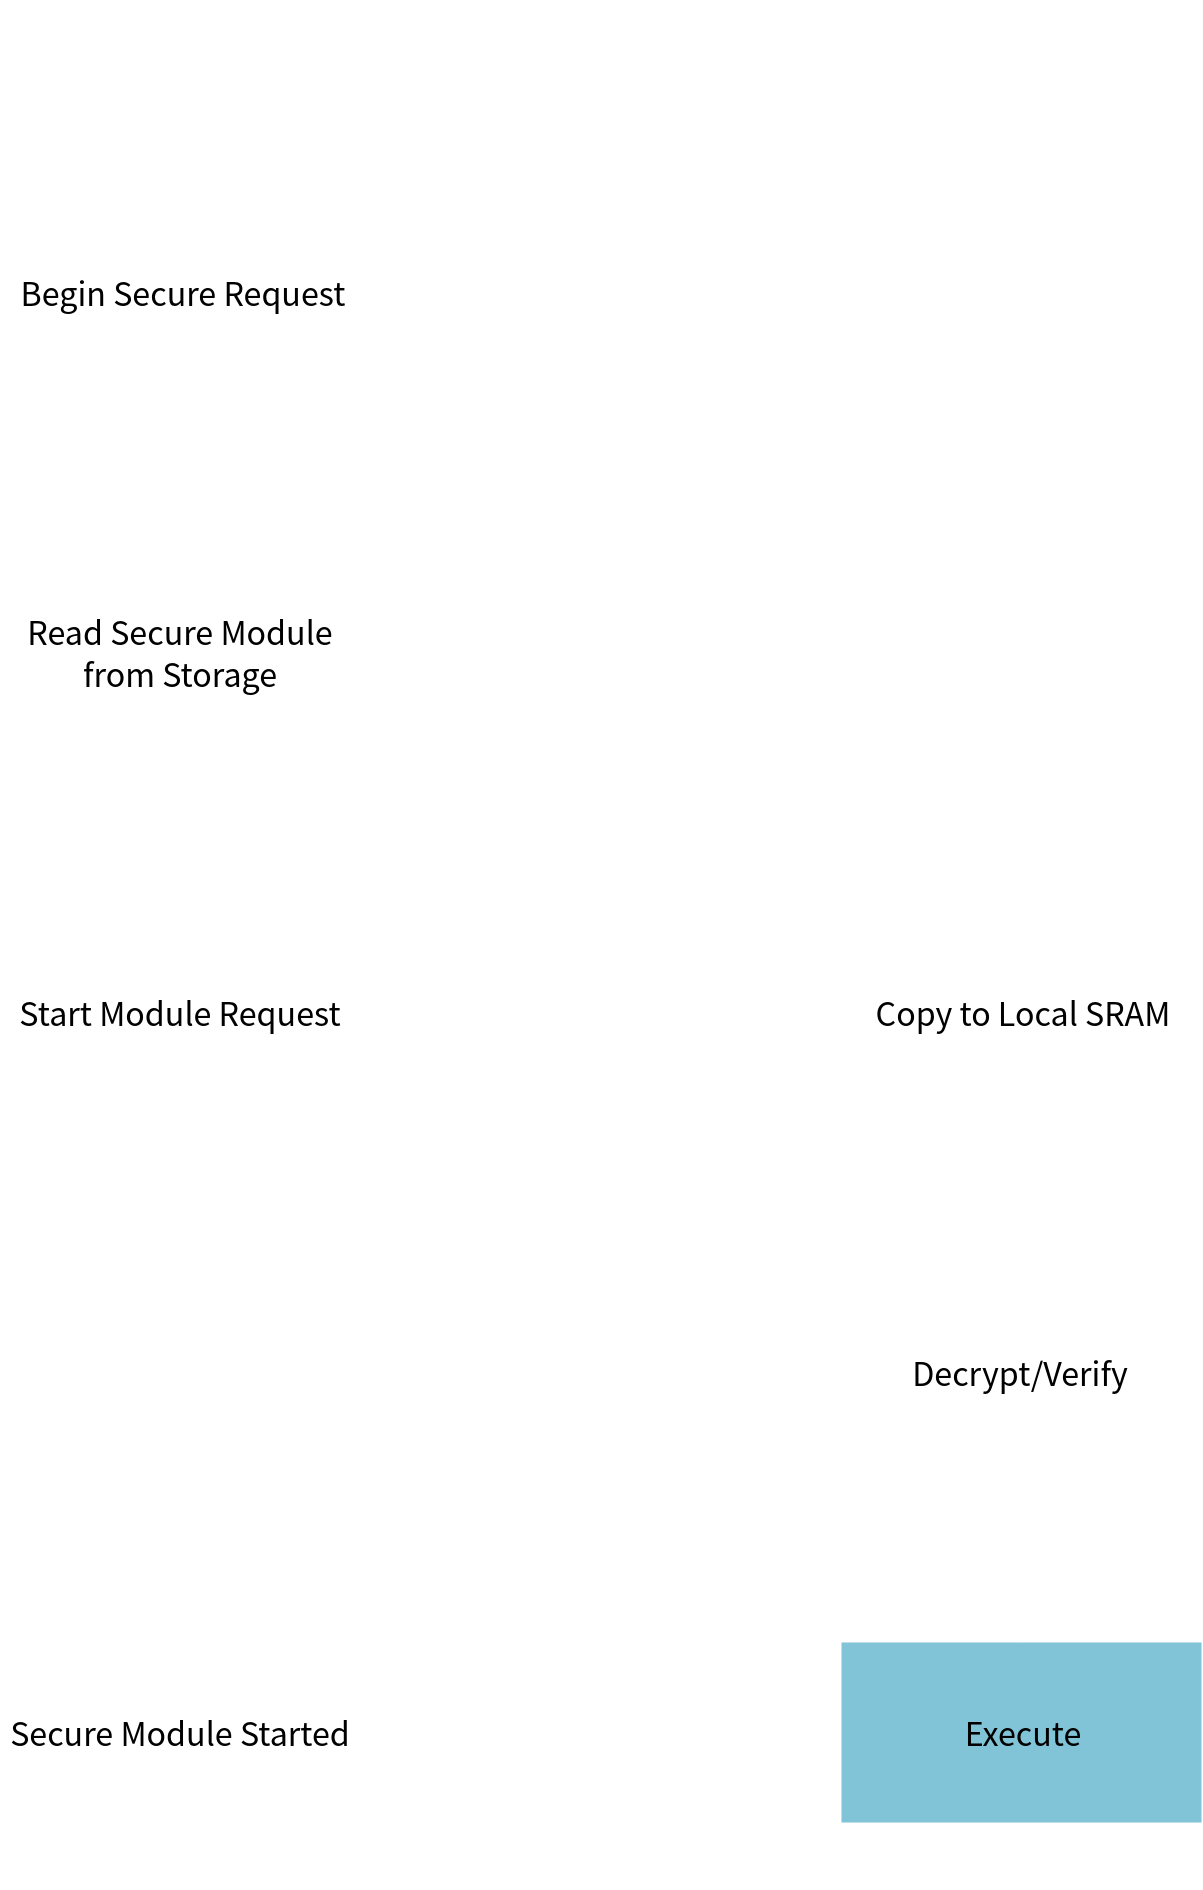 Begin Secure Request
Read Secure Module
from Storage
Start Module Request
Copy to Local SRAM
Decrypt/Verify
Secure Module Started
Execute